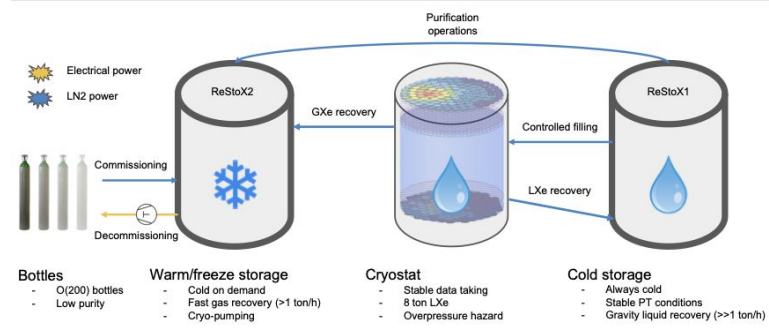 Purification
operations
Electrical power
LN2 power
ReStoX2
ReStoX1
GXe recovery
Controlled filling
Commissioning
LXe recovery
Decommissioning
Bottles
- O(200) bottles
- Low purity
Warm/freeze storage
- Cold on demand
- Fast gas recovery (>1 ton/h)
- Cryo-pumping
Cryostat
- Stable data taking
- 8 ton LXe
- Overpressure hazard
Cold storage
- Always cold
- Stable PT conditions
- Gravity liquid recovery (>>1 ton/h)